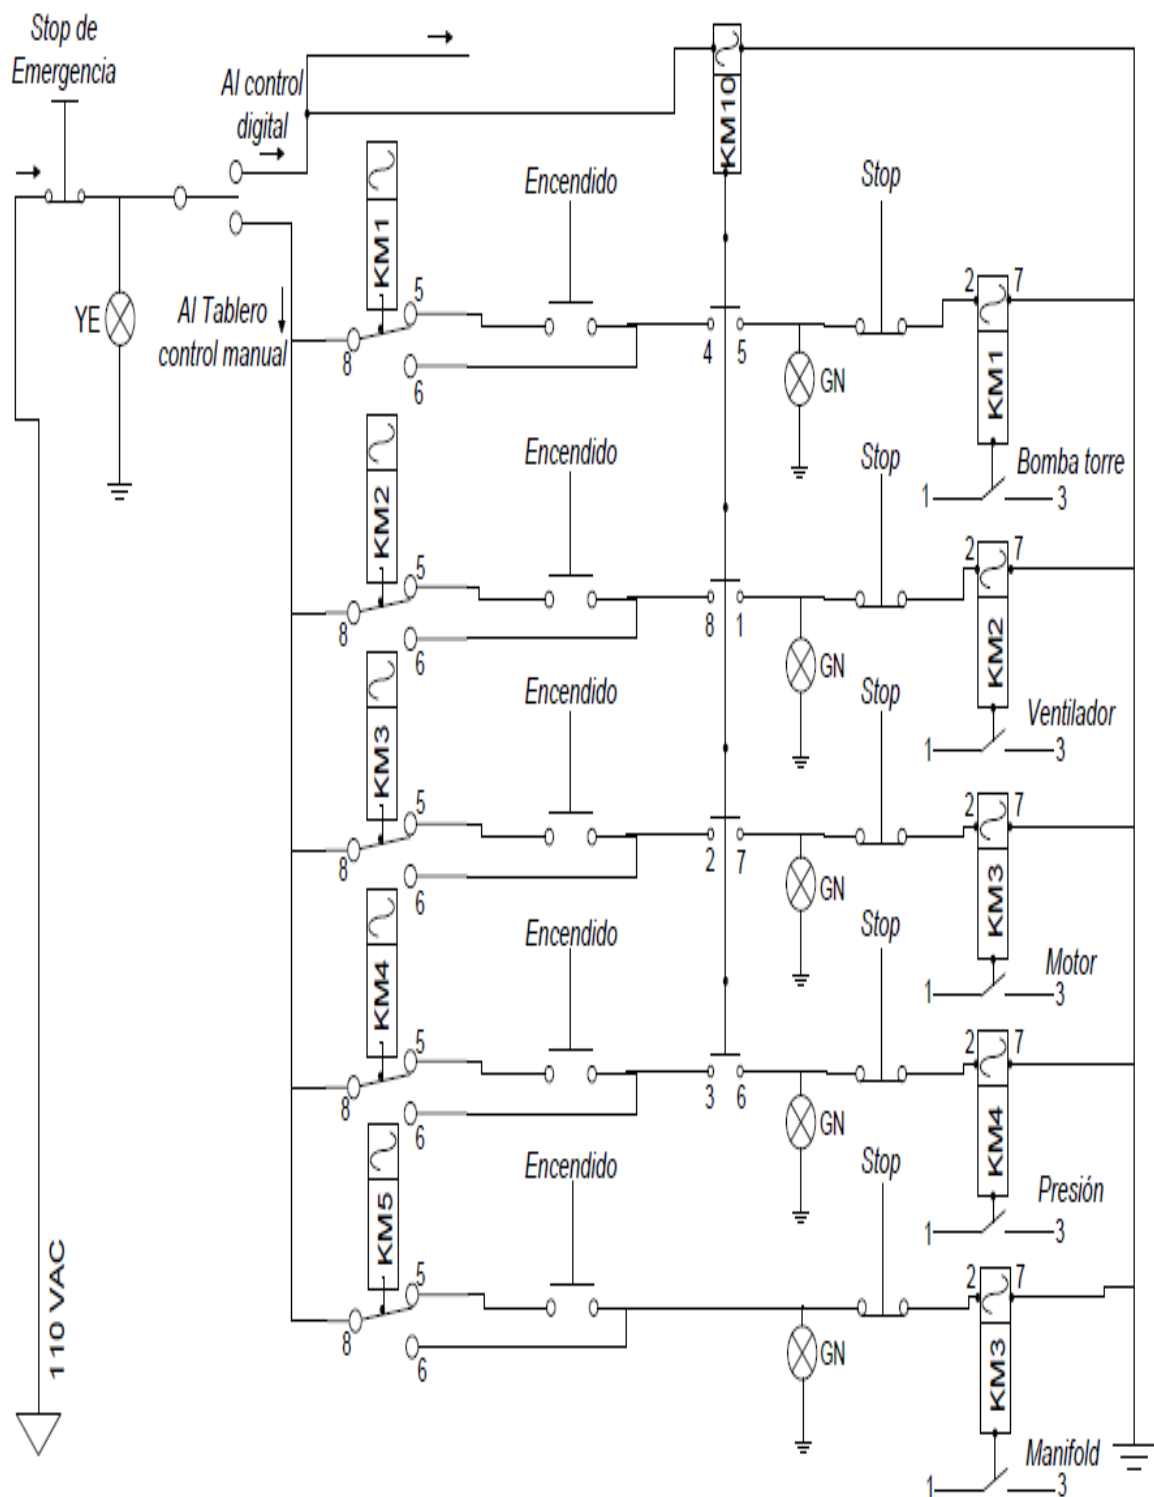 Stop de
Emergencia
Al control
digital
KM10
KM1
Encendido
Stop
5
2 7
YE
Al Tablero
control manual
8
4 5
GN
6
KM1
Bomba torre
1 3
KM2
Encendido
Stop
5
2 7
8
8 1
GN
6
KM2
Ventilador
1 3
KM3
Encendido
Stop
5
2 7
8
2 7
GN
6
KM3
Motor
1 3
KM4
Encendido
Stop
5
2 7
8
3 6
GN
6
KM4
Presión
1 3
KM5
Encendido
Stop
5
2 7
8
GN
6
KM3
Manifold
1 3
110 VAC